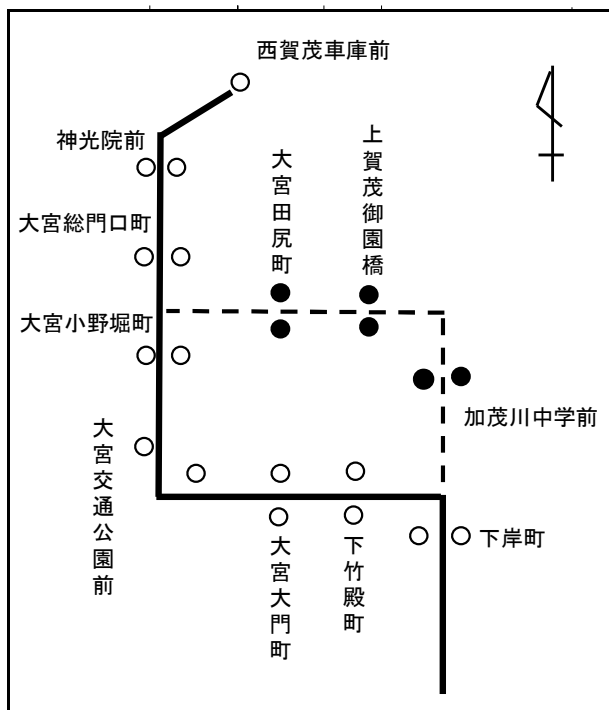 西賀茂車庫前
神光院前
大宮田尻町
上賀茂御園橋
大宮総門口町
大宮小野堀町
加茂川中学前
大宮交通公園前
大宮大門町
下竹殿町
下岸町